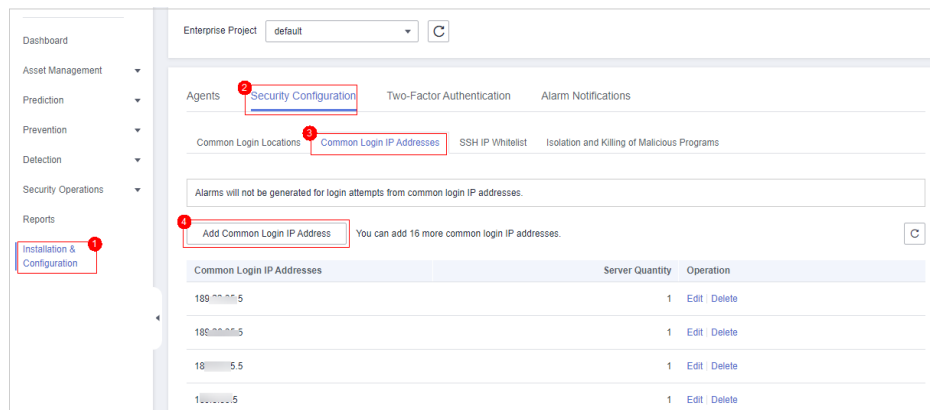 Enterprise Project default
Dashboard
Asset Management
Prediction
Prevention
Detection
Security Operations
Reports
1
Installation &
Configuration
2
Agents Security Configuration Two-Factor Authentication Alarm Notifications
3
Common Login Locations Common Login IP Addresses SSH IP Whitelist Isolation and Killing of Malicious Programs
Alarms will not be generated for login attempts from common login IP addresses.
4
Add Common Login IP Address You can add 16 more common login IP addresses.
Common Login IP Addresses Server Quantity Operation
1 Edit | Delete
1 Edit | Delete
1 Edit | Delete
1 Edit | Delete